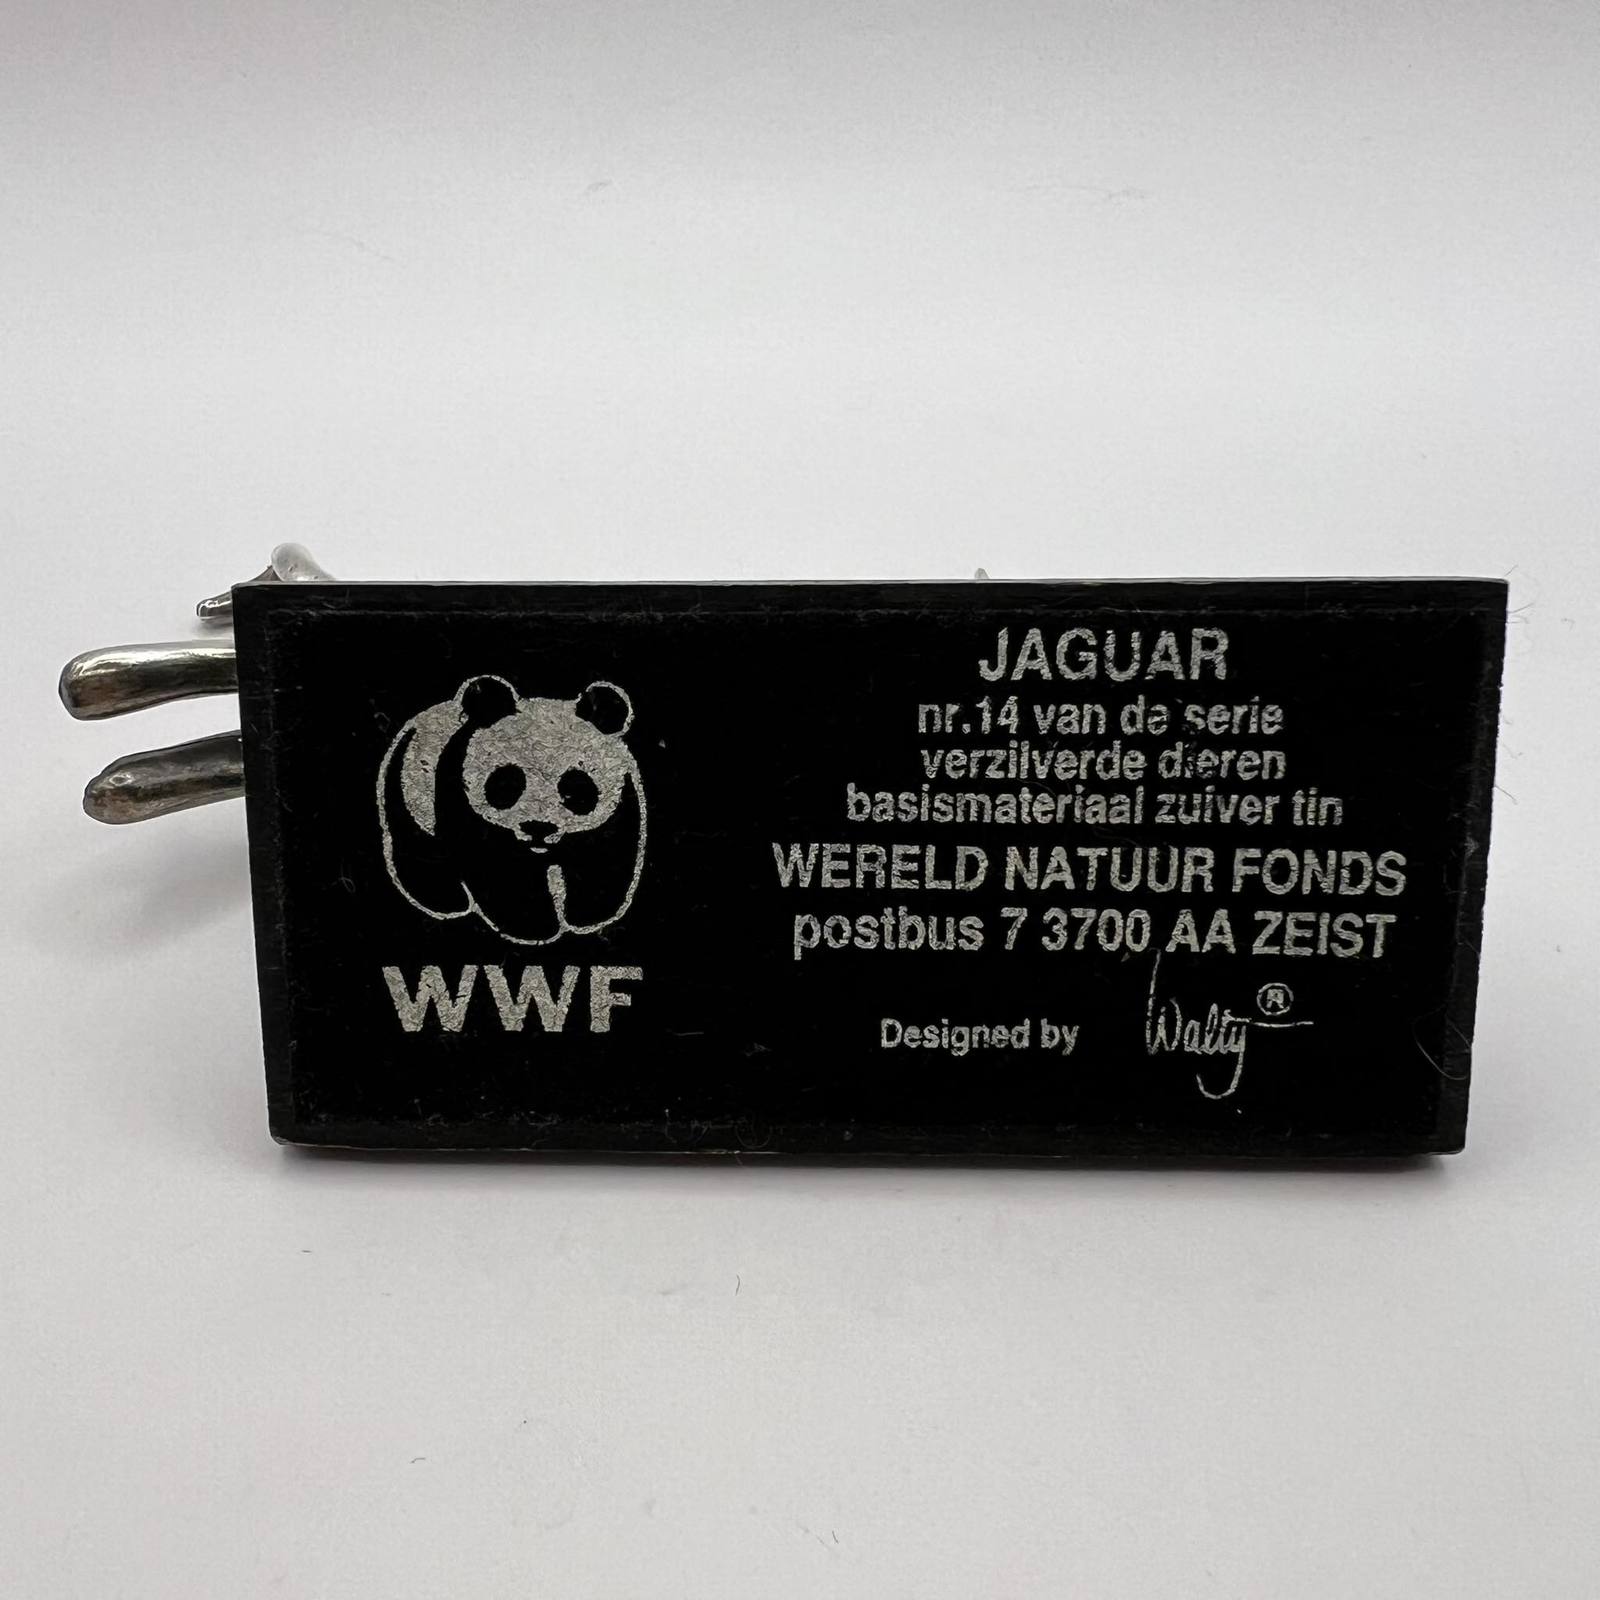 WWF
JAGUAR
nr.14 van de serie
verzilverde dieren
basismateriaal zuiver tin
WERELD NATUUR FONDS
postbus 7 3700 AA ZEIST
Designed by Walty ®